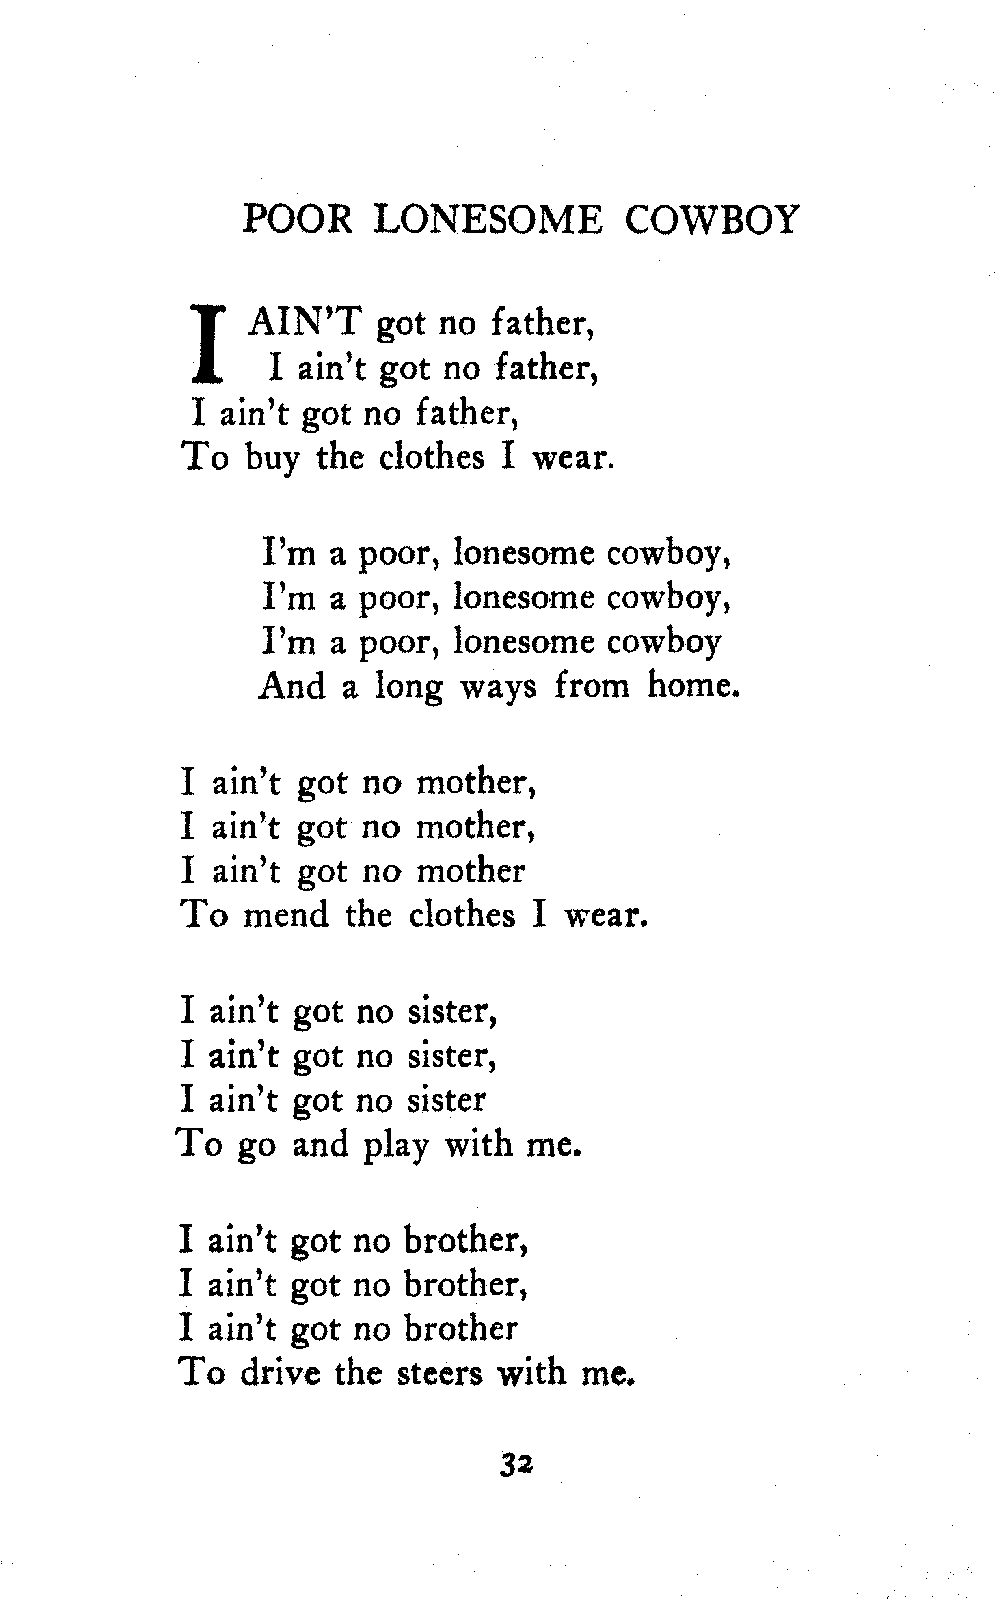 POOR LONESOME COWBOY
I AIN'T got no father,
I ain't got no father,
I ain't got no father,
To buy the clothes I wear.
I'm a poor, lonesome cowboy,
I'm a poor, lonesome cowboy,
I'm a poor, lonesome cowboy
And a long ways from home.
I ain't got no mother,
I ain't got no mother,
I ain't got no mother
To mend the clothes I wear.
I ain't got no sister,
I ain't got no sister,
I ain't got no sister
To go and play with me.
I ain't got no brother,
I ain't got no brother,
I ain't got no brother
To drive the steers with me.
32